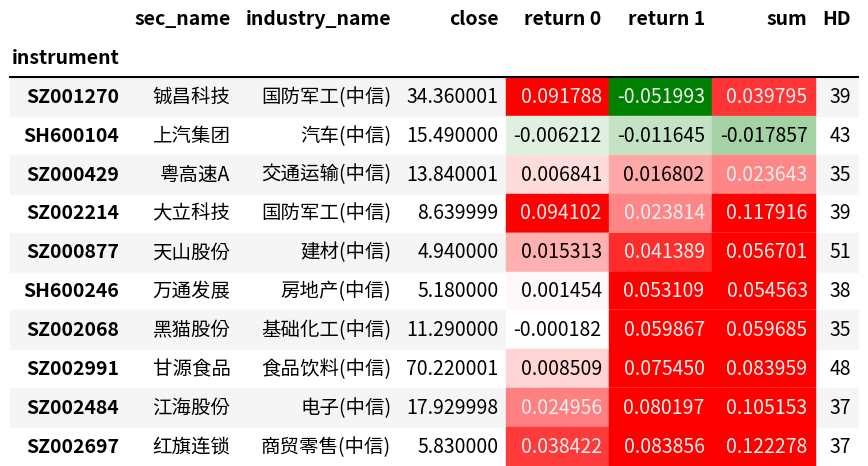 sec_name industry_name close return 0 return 1 sum HD
instrument
SZ001270 铖昌科技 国防军工(中信) 34.360001 0.091788 -0.051993 0.039795 39
SH600104 上汽集团 汽车(中信) 15.490000 -0.006212 -0.011645 -0.017857 43
SZ000429 粤高速A 交通运输(中信) 13.840001 0.006841 0.016802 0.023643 35
SZ002214 大立科技 国防军工(中信) 8.639999 0.094102 0.023814 0.117916 39
SZ000877 天山股份 建材(中信) 4.940000 0.015313 0.041389 0.056701 51
SH600246 万通发展 房地产(中信) 5.180000 0.001454 0.053109 0.054563 38
SZ002068 黑猫股份 基础化工(中信) 11.290000 -0.000182 0.059867 0.059685 35
SZ002991 甘源食品 食品饮料(中信) 70.220001 0.008509 0.075450 0.083959 48
SZ002484 江海股份 电子(中信) 17.929998 0.024956 0.080197 0.105153 37
SZ002697 红旗连锁 商贸零售(中信) 5.830000 0.038422 0.083856 0.122278 37